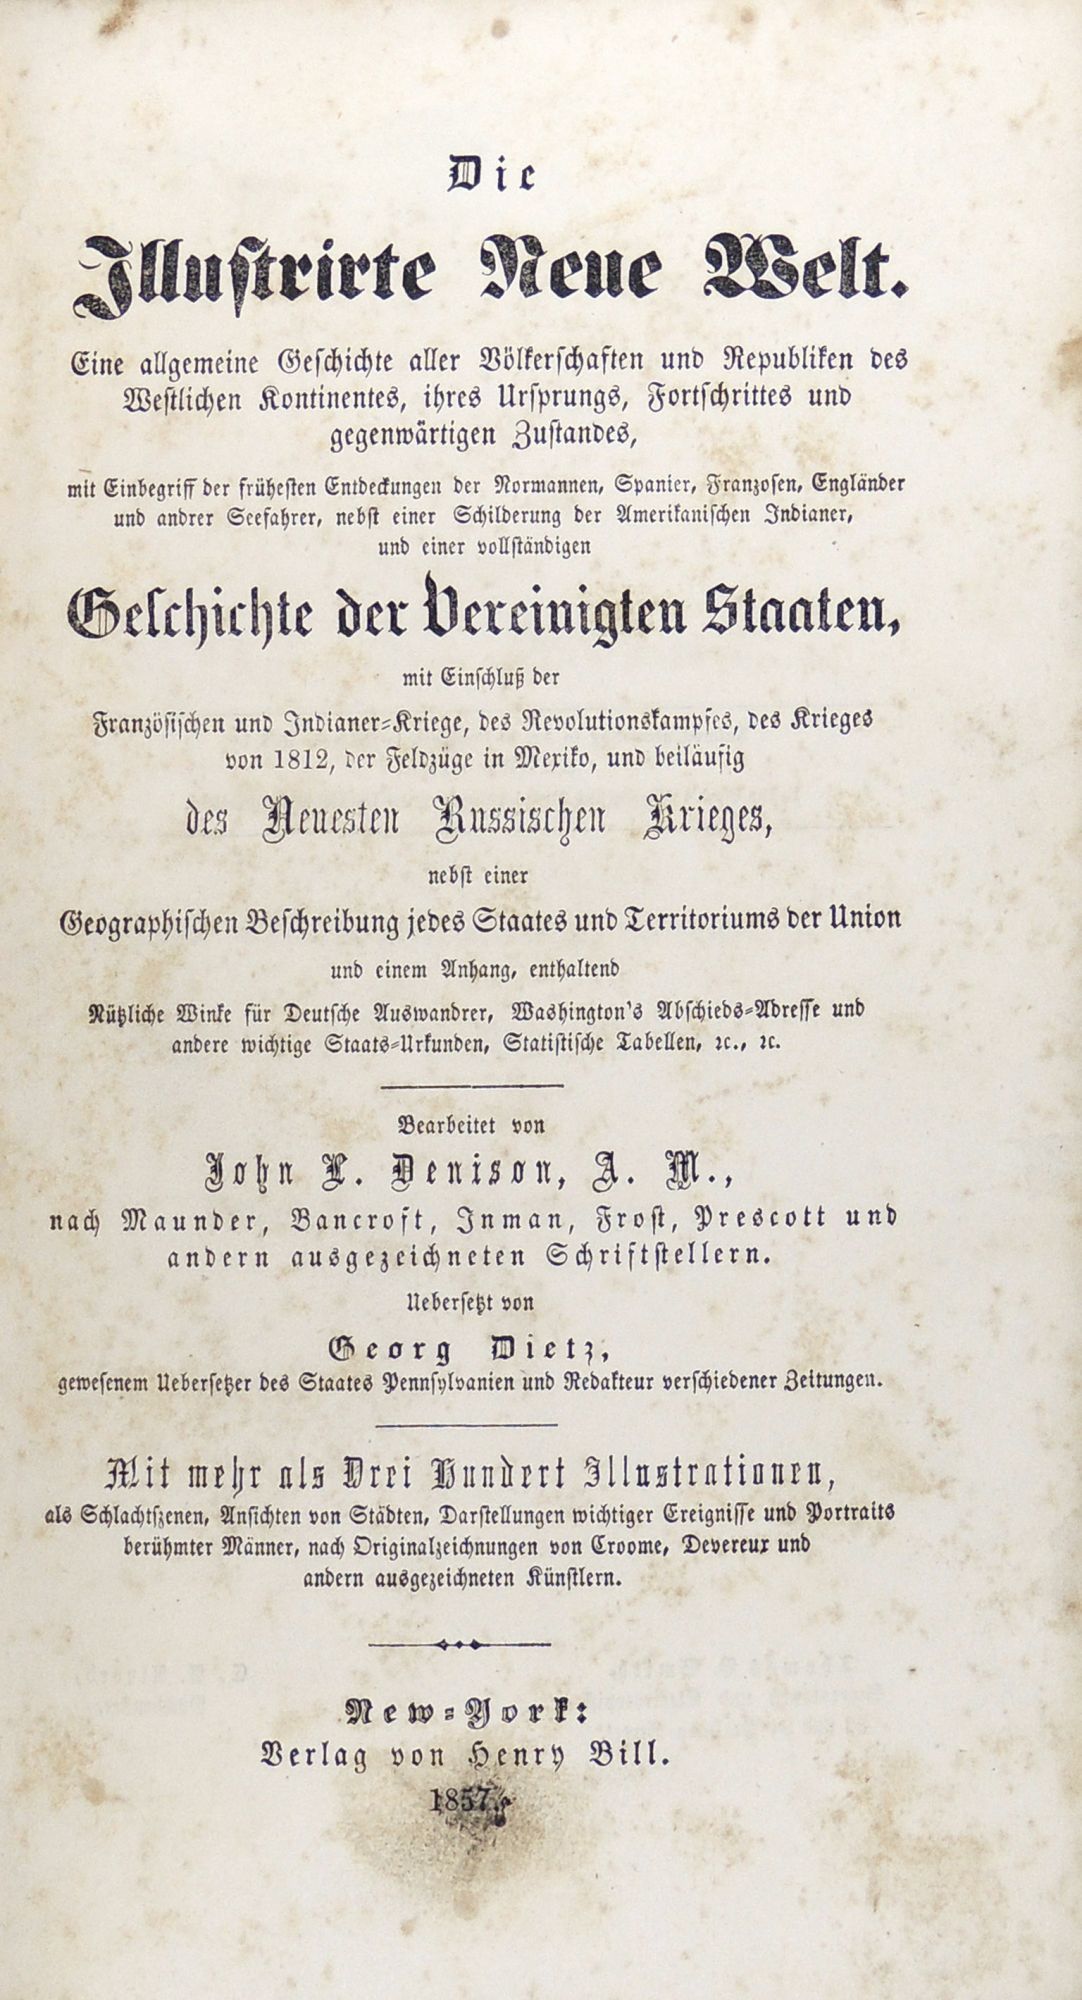 Die
Illustrirte Neue Welt.
Eine allgemeine Geschichte aller Völkerschaften und Republiken des
Westlichen Kontinentes, ihres Ursprungs, Fortschrittes und
gegenwärtigen Zustandes,
mit Einbegriff der frühesten Entdeckungen der Normannen, Spanier, Franzosen, Engländer
und andrer Seefahrer, nebst einer Schilderung der Amerikanischen Indianer,
und einer vollständigen
Geschichte der Vereinigten Staaten,
mit Einschluß der
Französischen und Indianer-Kriege, des Revolutionskampfes, des Krieges
von 1812, der Feldzüge in Mexiko, und beiläufig
des Neuesten Russischen Krieges,
nebst einer
Geographischen Beschreibung jedes Staates und Territoriums der Union
und einem Anhang, enthaltend
Nützliche Winke für Deutsche Auswandrer, Washington's Abschieds-Adresse und
andere wichtige Staats-Urkunden, Statistische Tabellen, ꝛc., ꝛc.
Bearbeitet von
John L. Denison, A. M.,
nach Maunder, Bancroft, Inman, Frost, Prescott und
andern ausgezeichneten Schriftstellern.
Uebersetzt von
Georg Dietz,
gewesenem Uebersetzer des Staates Pennsylvanien und Redakteur verschiedener Zeitungen.
Mit mehr als Drei Hundert Illustrationen,
als Schlachtszenen, Ansichten von Städten, Darstellungen wichtiger Ereignisse und Portraits
berühmter Männer, nach Originalzeichnungen von Croome, Devereux und
andern ausgezeichneten Künstlern.
New-York:
Verlag von Henry Bill.
1857.